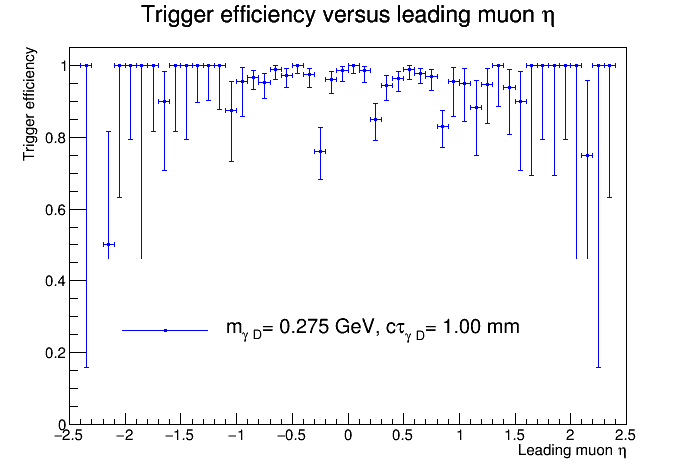 Trigger efficiency versus leading muon η
Trigger efficiency
1
0.8
0.6
0.4
0.2
0
mγ D= 0.275 GeV, cτγ D= 1.00 mm
−2.5 −2 −1.5 −1 −0.5 0 0.5 1 1.5 2 2.5
Leading muon η